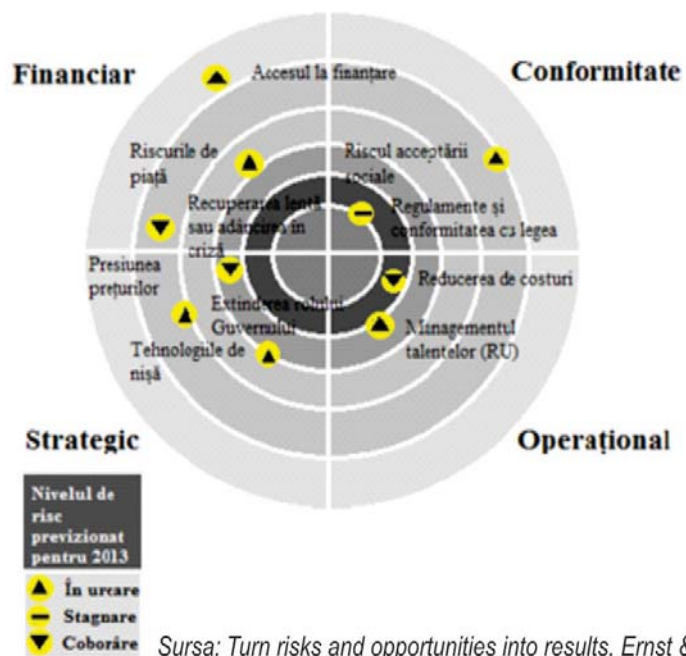 Financiar
Conformitate
Accesul la finanțare
Riscurile de
piață
Riscul acceptării
sociale
Recuperarea lentă
sau adâncirea în
criză
Regulamente și
conformitatea cu legea
Presiunea
prețurilor
Reducerea de costuri
Extinderea rolului
Guvernului
Managementul
talentelor (RU)
Tehnologiile de
nișă
Strategic
Operațional
Nivelul de
risc
previzionat
pentru 2013
În urcare
Stagnare
Coborâre
Sursa: Turn risks and opportunities into results, Ernst &